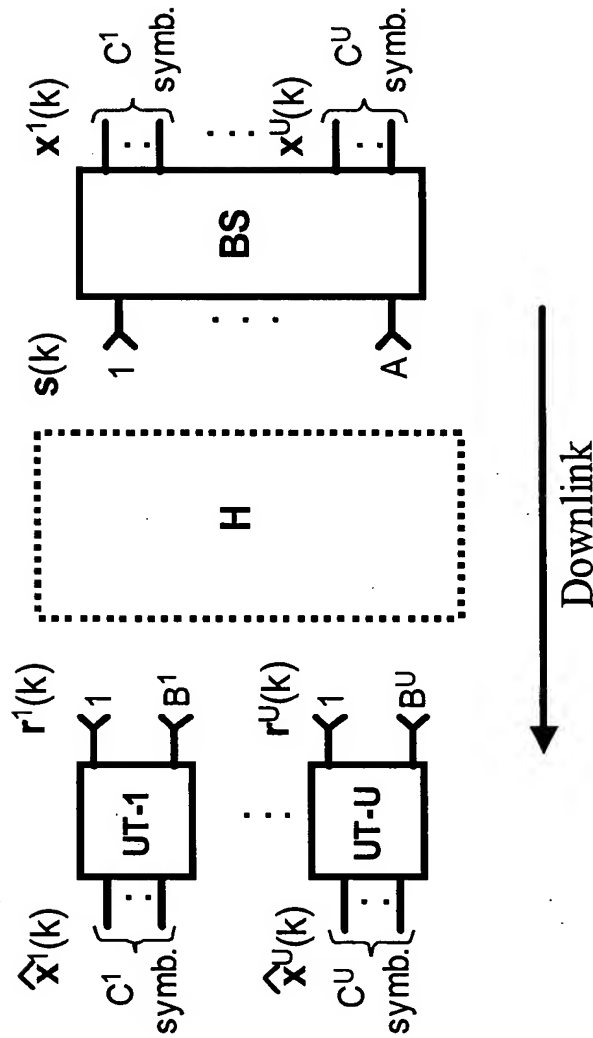 x̂¹(k)
C¹
symb.
UT-1
r¹(k)
1
B¹
...
x̂ᵁ(k)
Cᵁ
symb.
UT-U
rᵁ(k)
1
Bᵁ
H
s(k)
1
...
A
BS
x¹(k)
C¹
symb.
...
xᵁ(k)
Cᵁ
symb.
Downlink